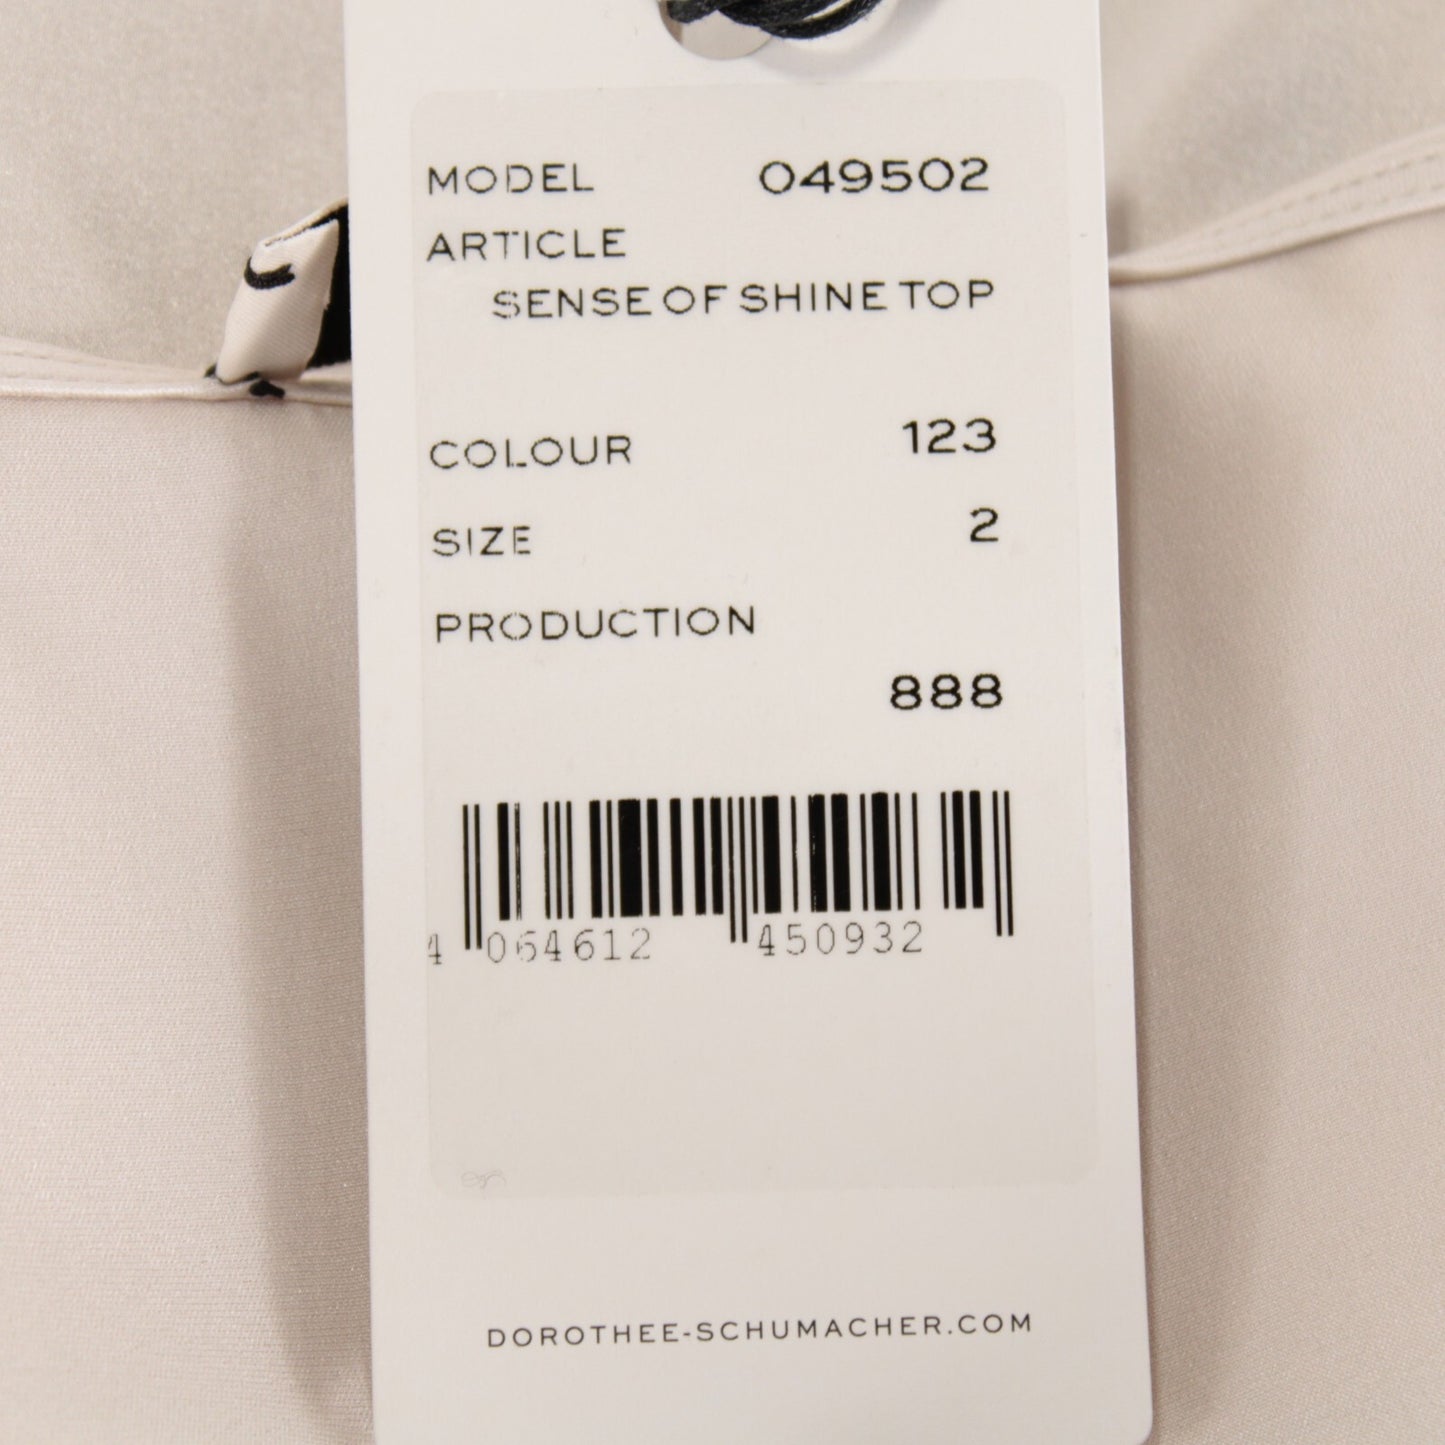 MODEL 049502
ARTICLE
SENSE OF SHINE TOP
COLOUR 123
SIZE 2
PRODUCTION
888
4 064612 450932
DOROTHEE-SCHUMACHER.COM